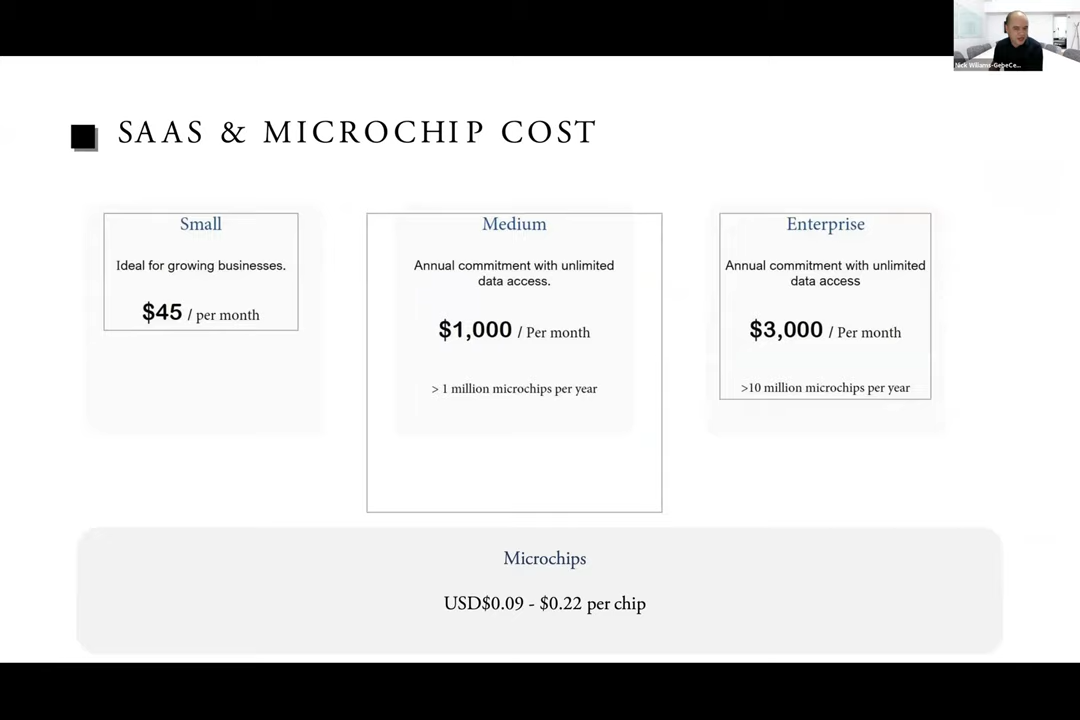 SAAS & MICROCHIP COST
Small
Ideal for growing businesses.
$45 / per month
Medium
Annual commitment with unlimited
data access.
$1,000 / Per month
> 1 million microchips per year
Enterprise
Annual commitment with unlimited
data access
$3,000 / Per month
>10 million microchips per year
Microchips
USD$0.09 - $0.22 per chip